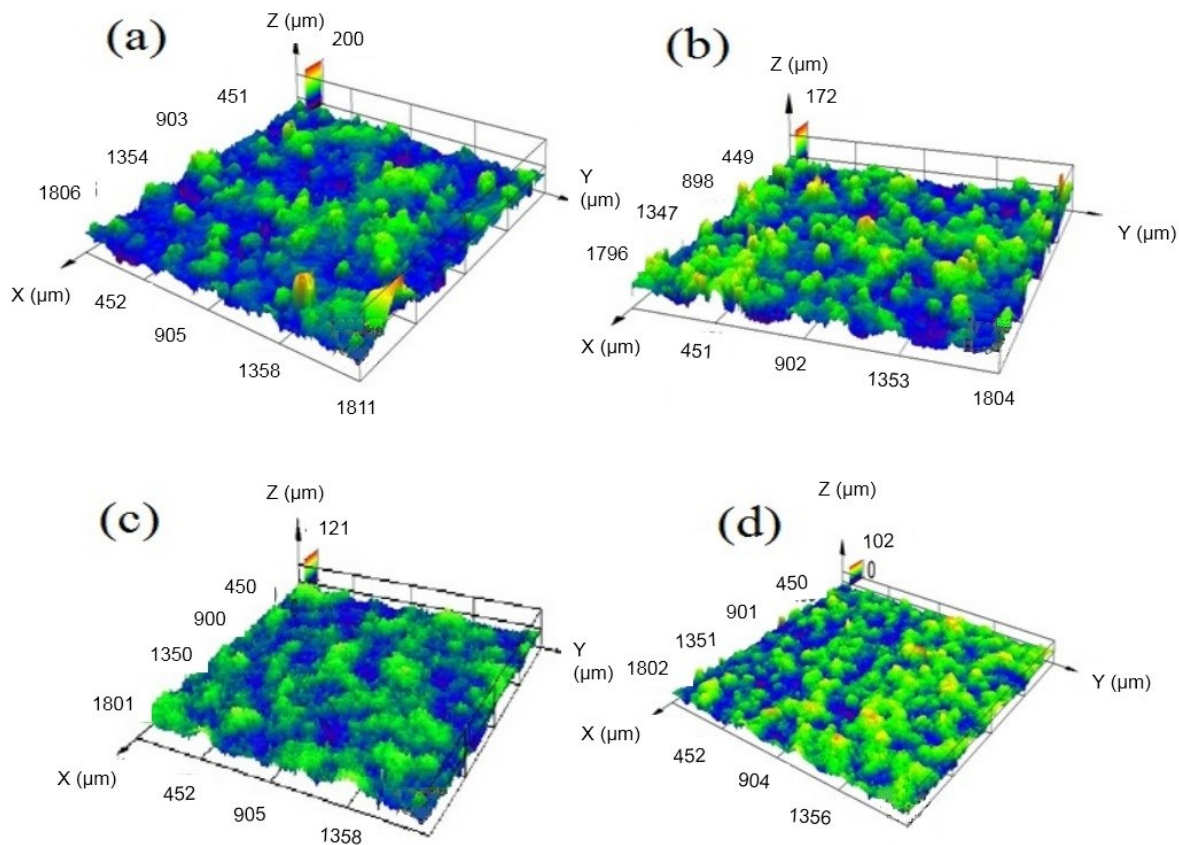 (a)
Z (µm)
200
451
903
1354
1806
X (µm)
452
905
1358
1811
Y
(µm)
(b)
Z (µm)
172
449
898
1347
1796
X (µm)
451
902
1353
1804
Y (µm)
(c)
Z (µm)
121
450
900
1350
1801
X (µm)
452
905
1358
Y
(µm)
(d)
Z (µm)
102
0
450
901
1351
1802
X (µm)
452
904
1356
Y (µm)